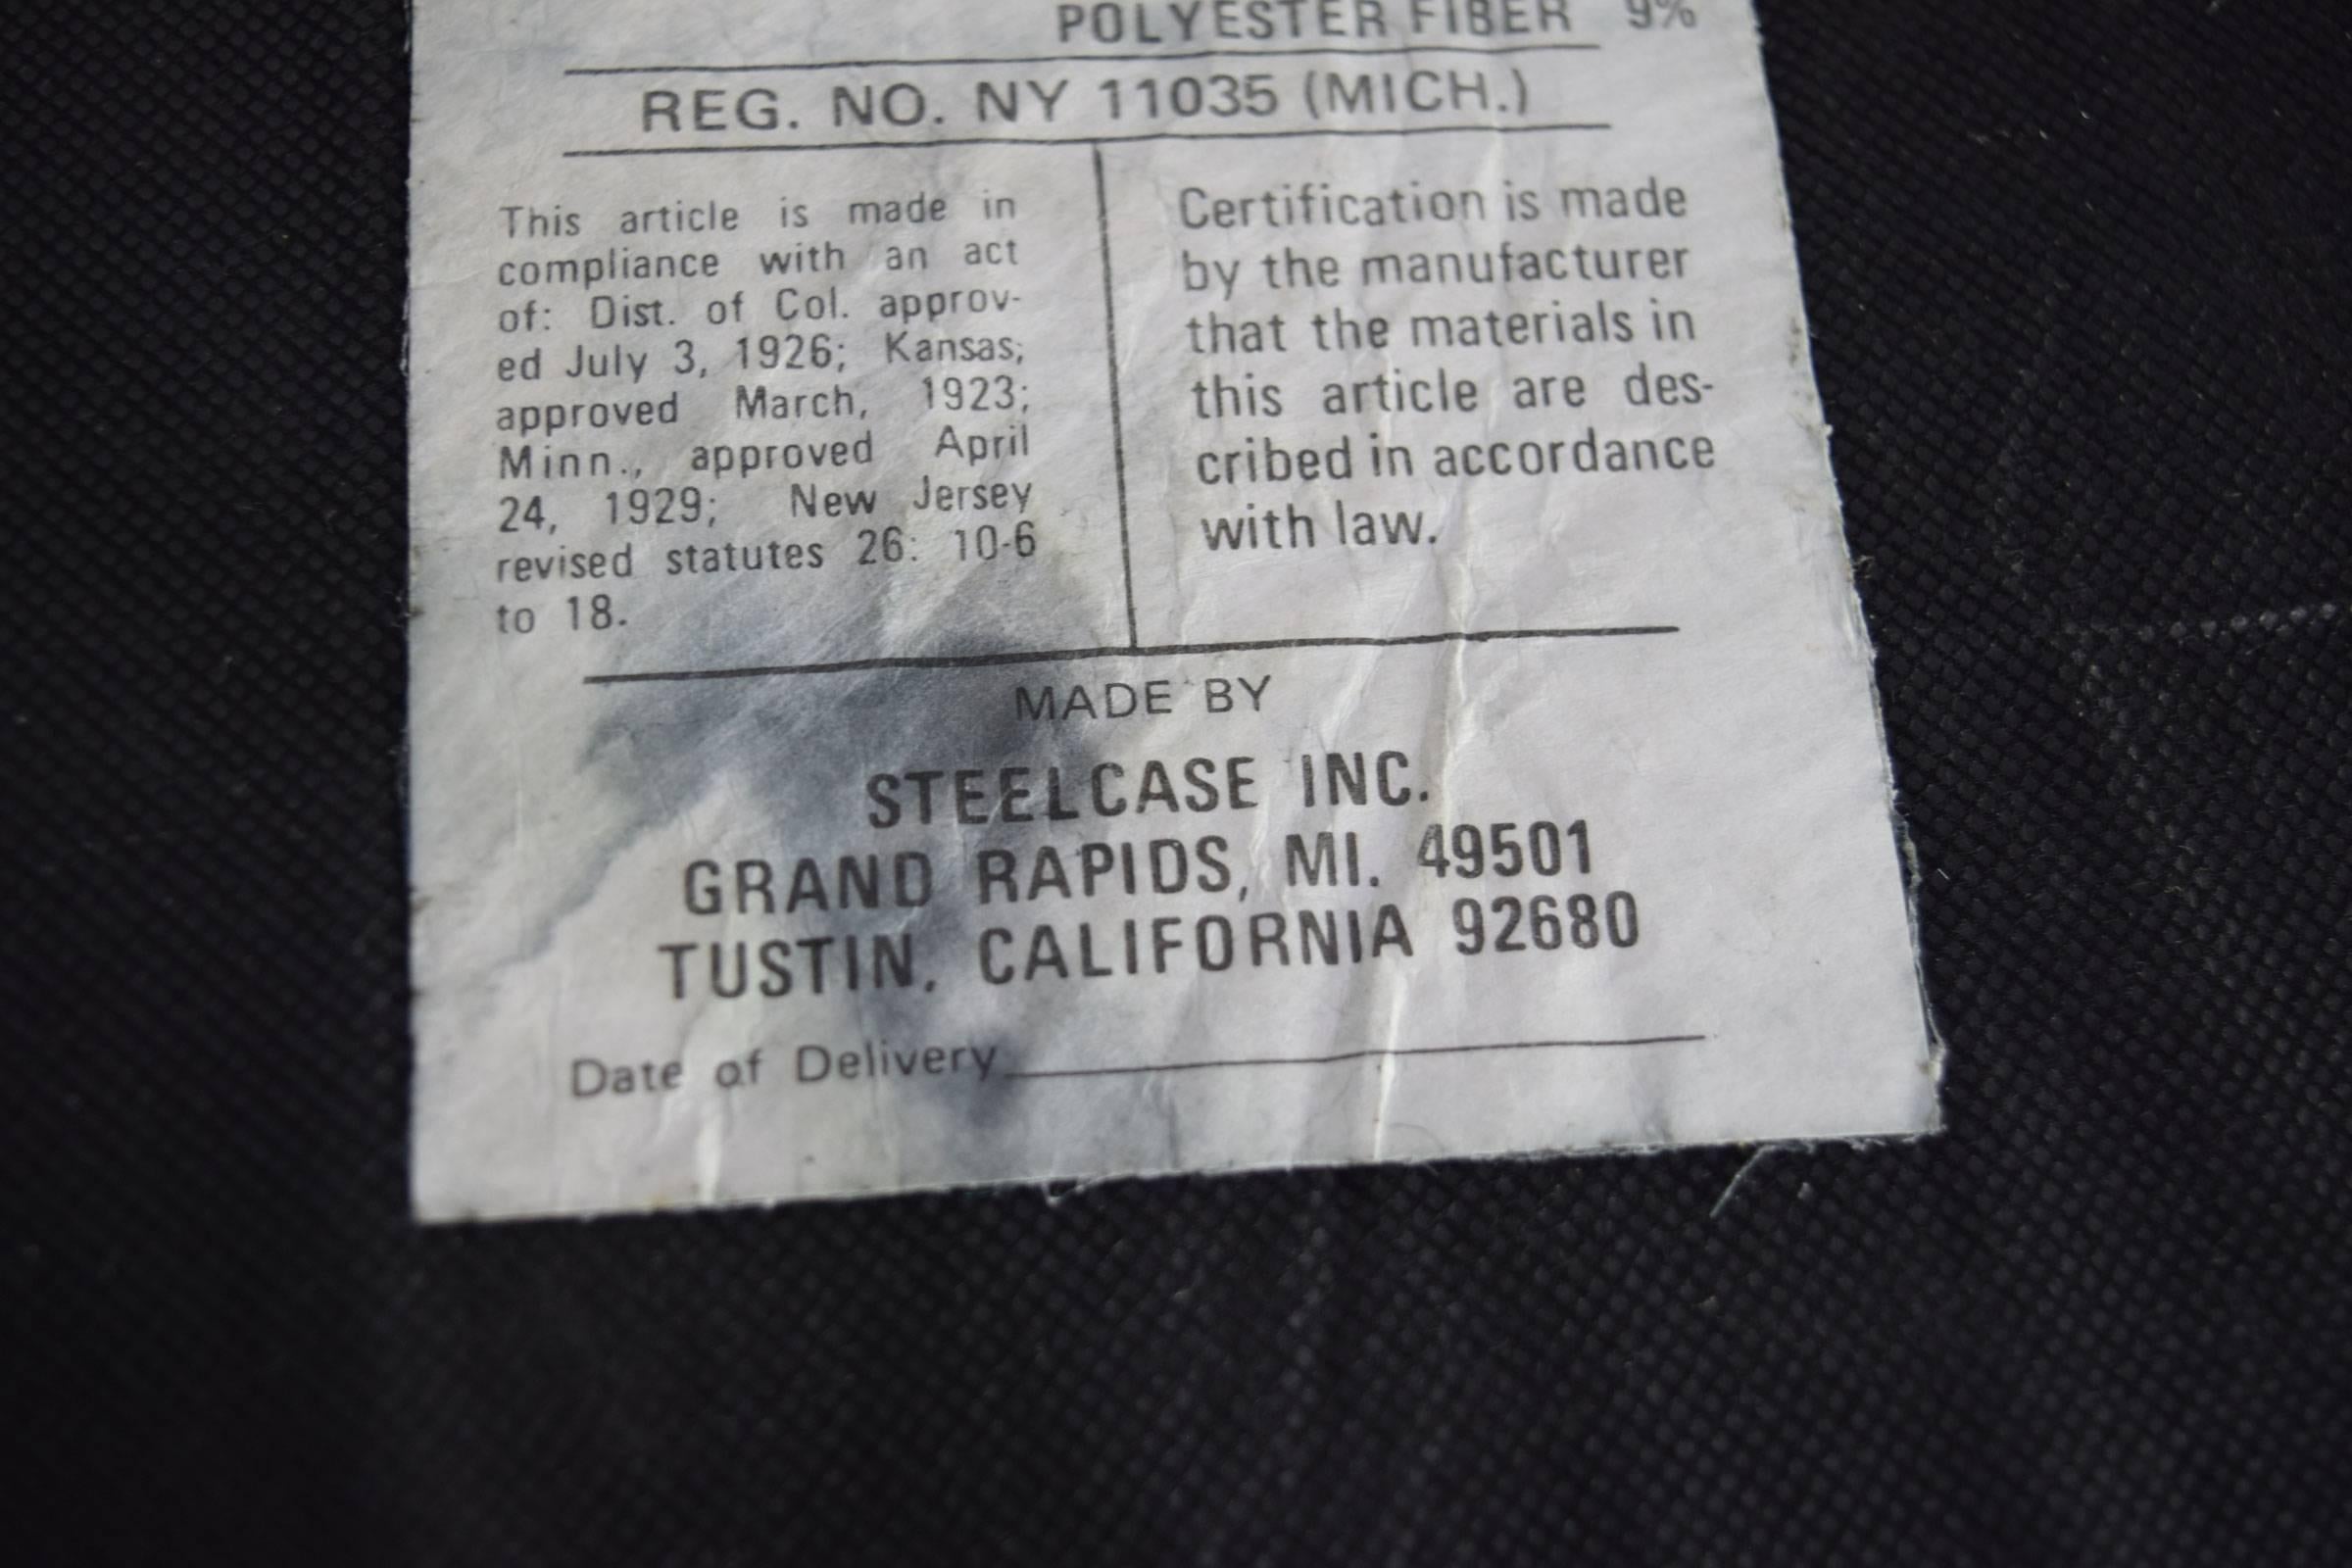 POLYESTER FIBER 9%
REG. NO. NY 11035 (MICH.)
This article is made in
compliance with an act
of: Dist. of Col. approv-
ed July 3, 1926; Kansas,
approved March, 1923;
Minn., approved April
24, 1929; New Jersey
revised statutes 26: 10-6
to 18.
Certification is made
by the manufacturer
that the materials in
this article are des-
cribed in accordance
with law.
MADE BY
STEELCASE INC.
GRAND RAPIDS, MI. 49501
TUSTIN, CALIFORNIA 92680
Date of Delivery